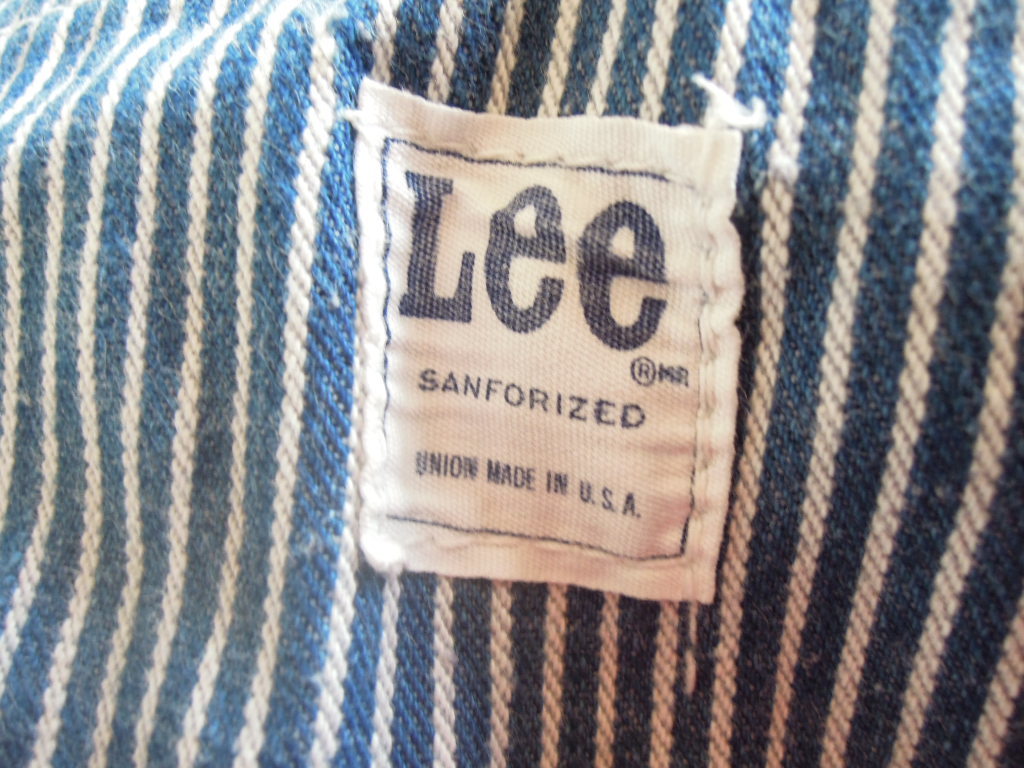 Lee
® MR
SANFORIZED
UNION MADE IN U.S.A.